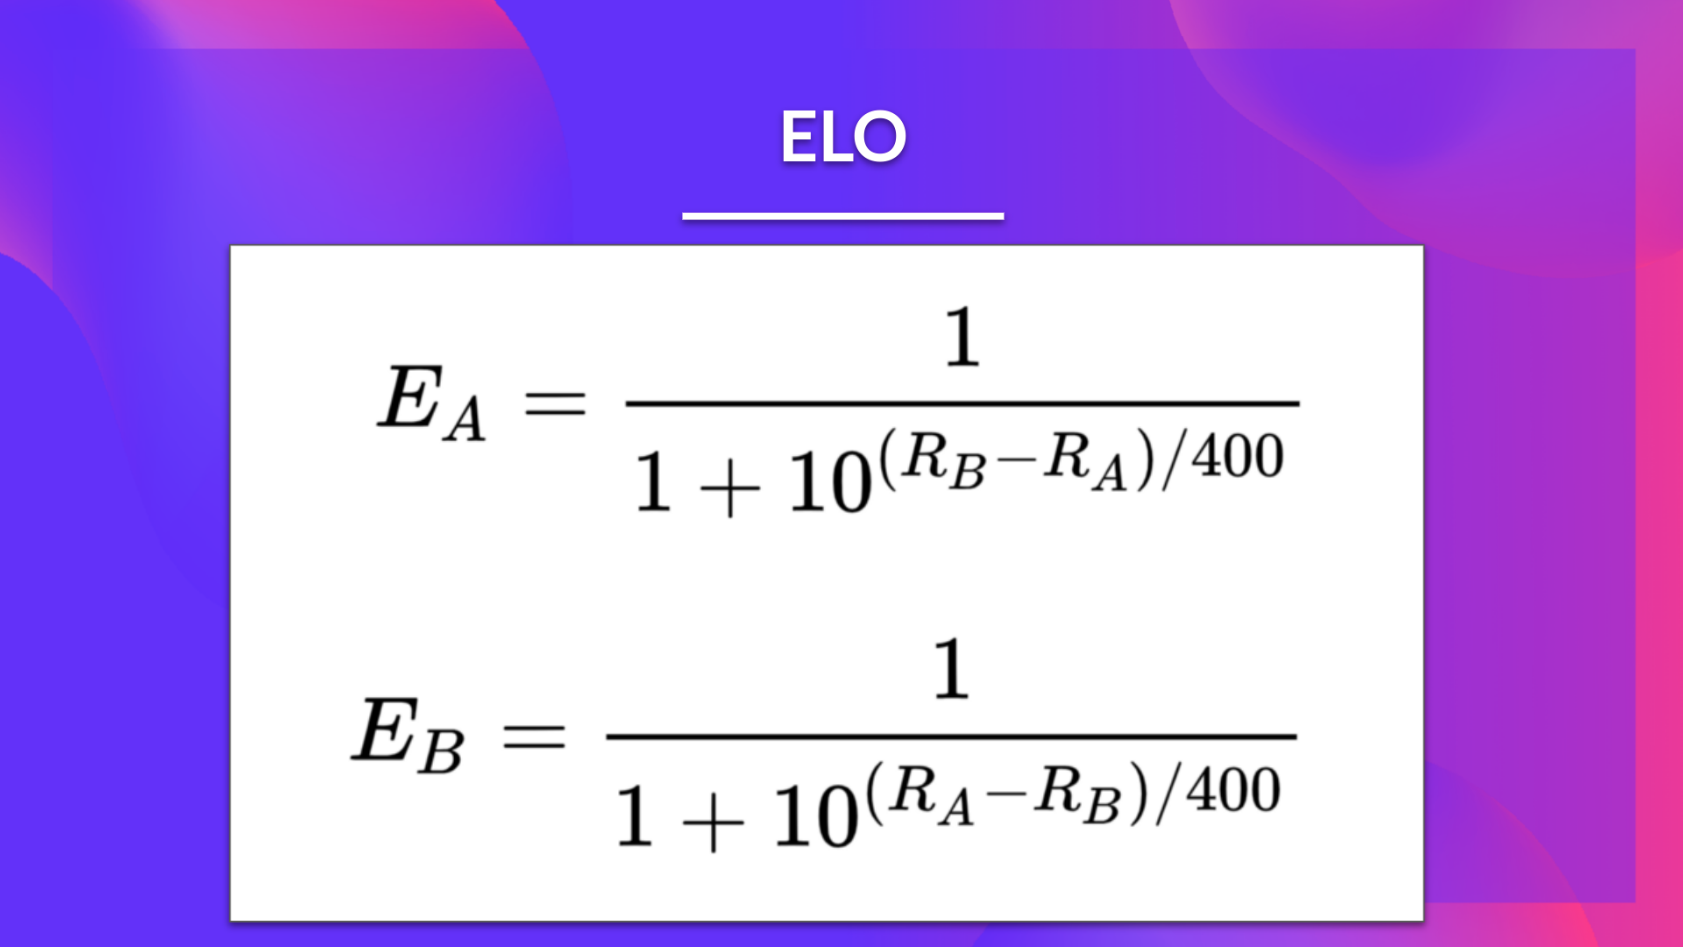 ELO
E_A = 1 / (1 + 10^{(R_B−R_A)/400})
E_B = 1 / (1 + 10^{(R_A−R_B)/400})